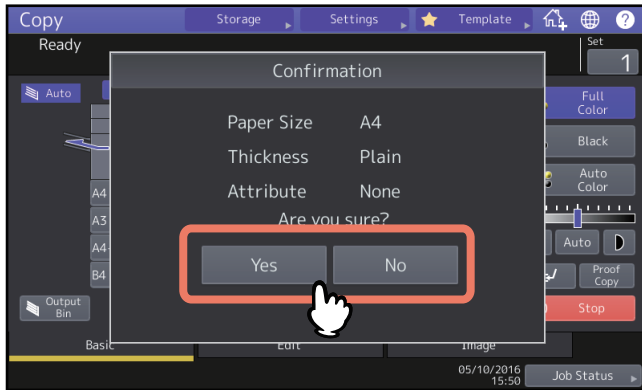 Copy
Storage
Settings
Template
?
Ready
Set
1
Auto
Confirmation
Paper Size A4
Thickness Plain
Attribute None
Are you sure?
Yes
No
Full
Color
Black
Auto
Color
Auto
Proof
Copy
Stop
A4
A3
A4
B4
Output
Bin
Basic
Edit
Image
05/10/2016
15:50
Job Status